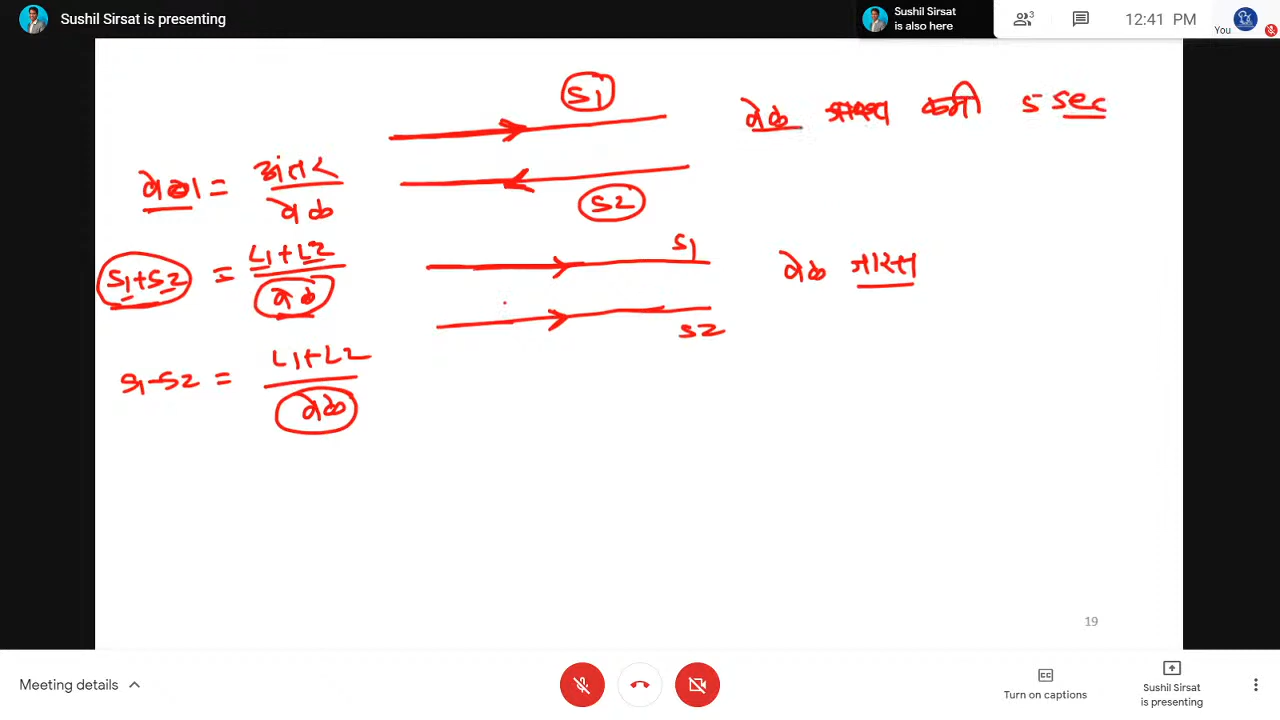 Sushil Sirsat is presenting
Sushil Sirsat
is also here
3
12:41 PM
You
S1
वेळ कमी 5 sec
वेग = अंतर / वेळ
S2
S1+S2 = L1+L2 / वेळ
S1
वेळ जास्त
S2
S1-S2 = L1+L2 / वेळ
19
Meeting details
Turn on captions
Sushil Sirsat
is presenting